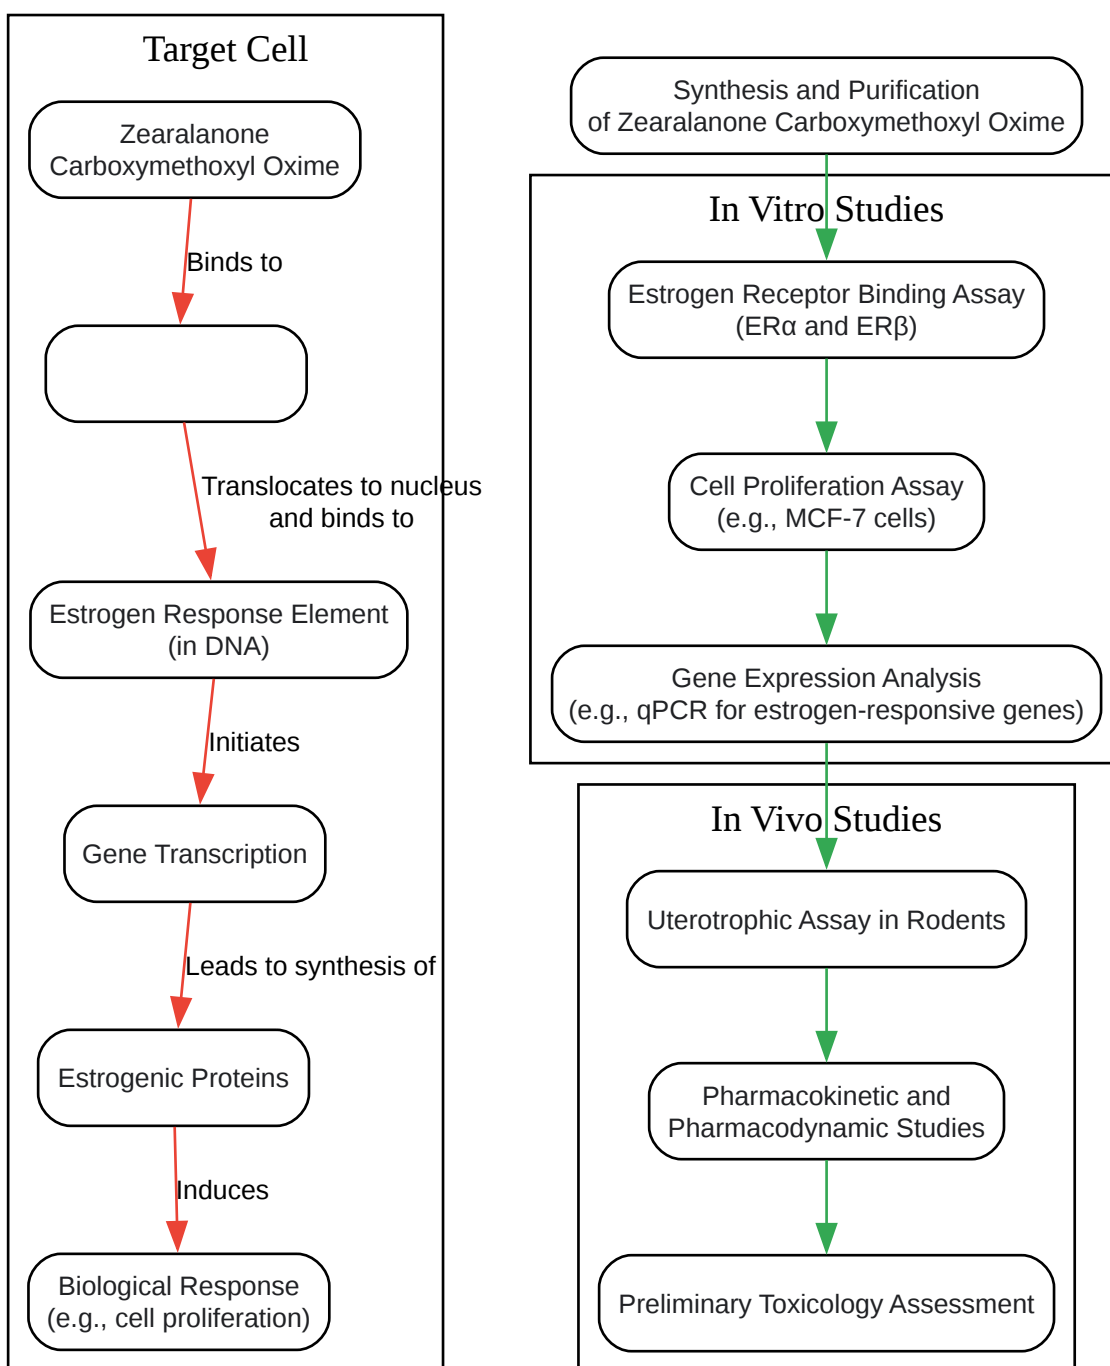 Target Cell
Zearalanone
Carboxymethoxyl Oxime
Binds to
Translocates to nucleus
and binds to
Estrogen Response Element
(in DNA)
Initiates
Gene Transcription
Leads to synthesis of
Estrogenic Proteins
Induces
Biological Response
(e.g., cell proliferation)
Synthesis and Purification
of Zearalanone Carboxymethoxyl Oxime
In Vitro Studies
Estrogen Receptor Binding Assay
(ERα and ERβ)
Cell Proliferation Assay
(e.g., MCF-7 cells)
Gene Expression Analysis
(e.g., qPCR for estrogen-responsive genes)
In Vivo Studies
Uterotrophic Assay in Rodents
Pharmacokinetic and
Pharmacodynamic Studies
Preliminary Toxicology Assessment